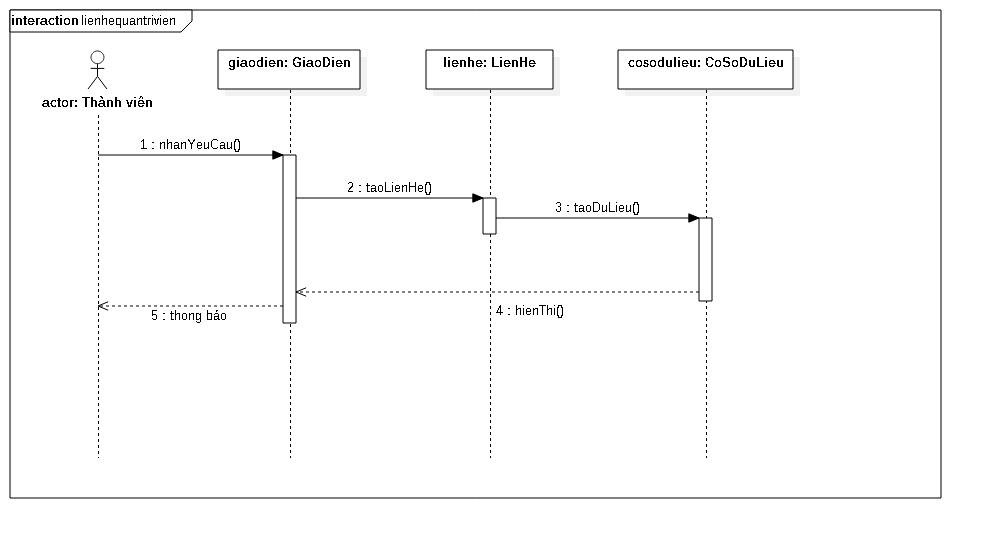 interaction lienhequantrivien
giaodien: GiaoDien
lienhe: LienHe
cosodulieu: CoSoDuLieu
actor: Thành viên
1 : nhanYeuCau()
2 : taoLienHe()
3 : taoDuLieu()
4 : hienThi()
5 : thong báo